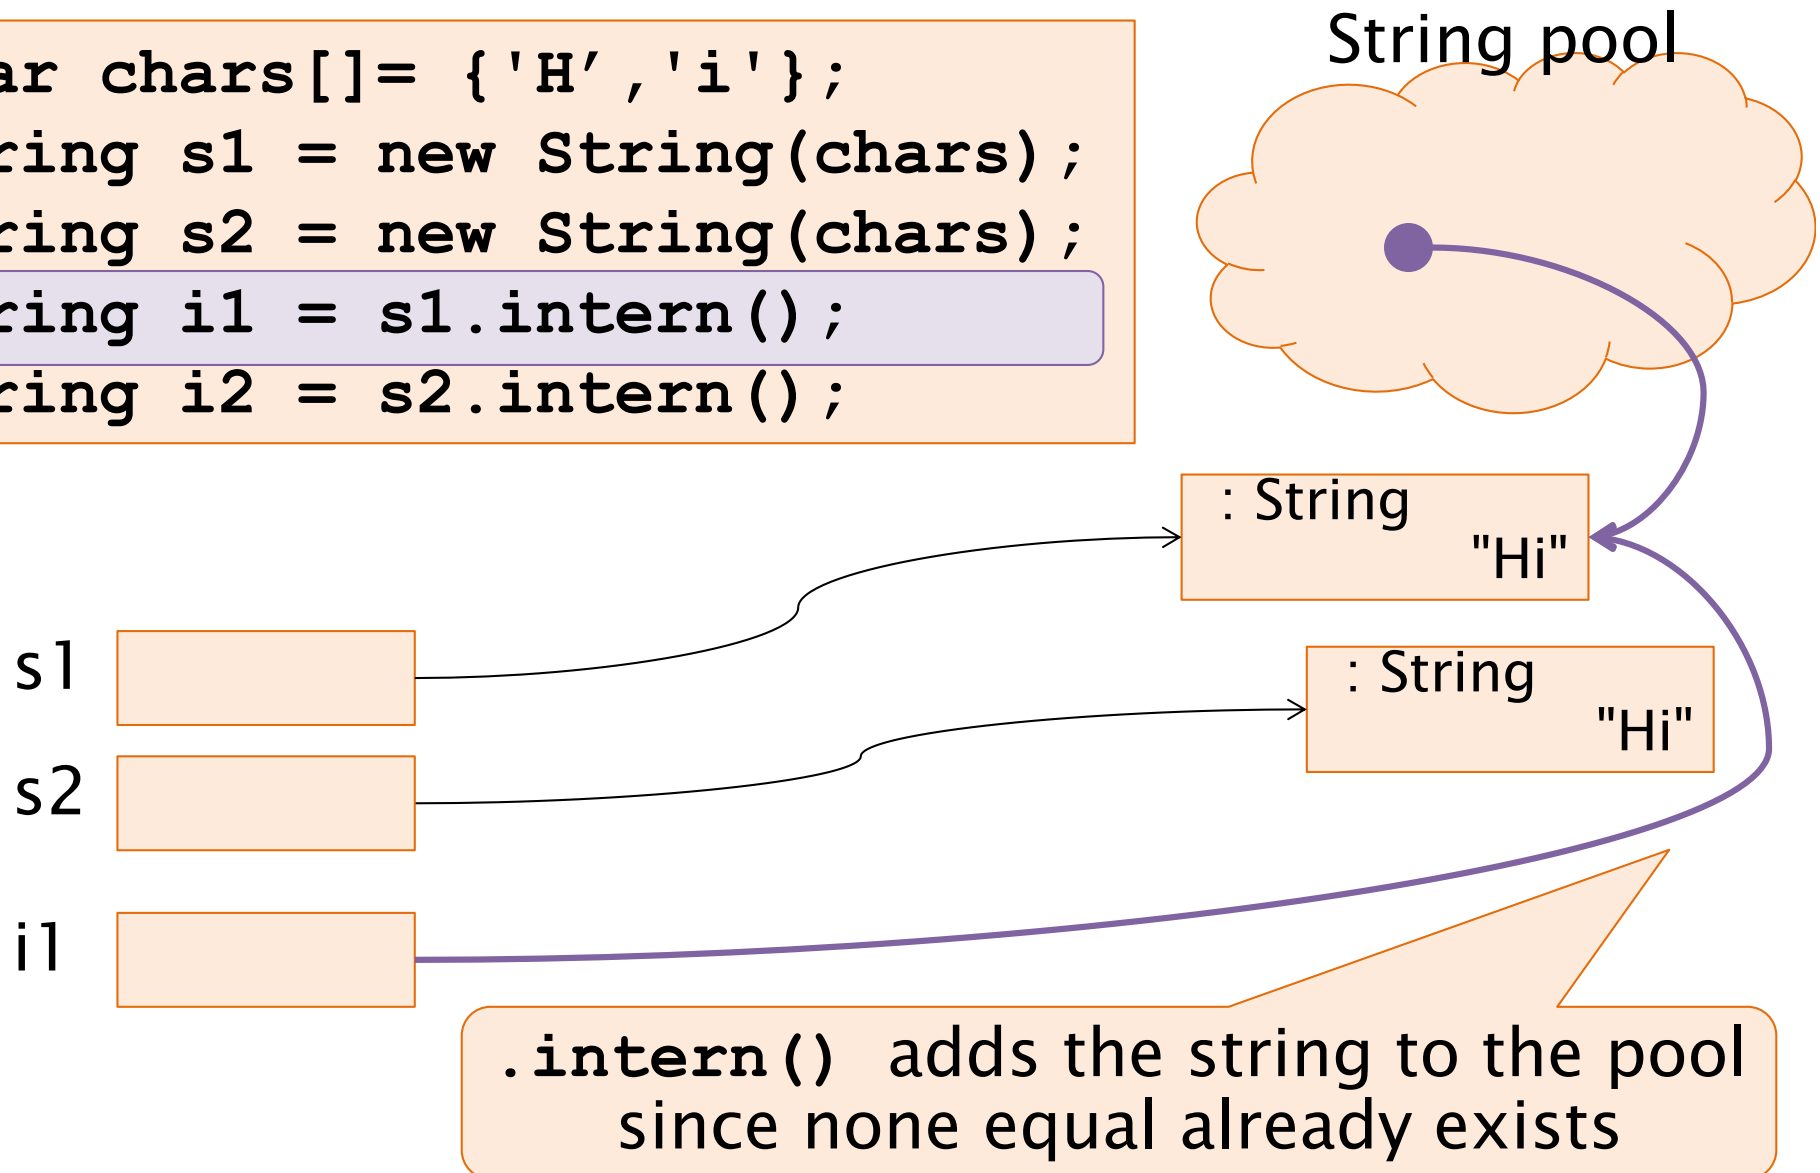 ar chars[]= {'H’,'i'};
ring s1 = new String(chars);
ring s2 = new String(chars);
ring i1 = s1.intern();
ring i2 = s2.intern();
String pool
: String
"Hi"
s1
: String
"Hi"
s2
i1
.intern() adds the string to the pool
since none equal already exists